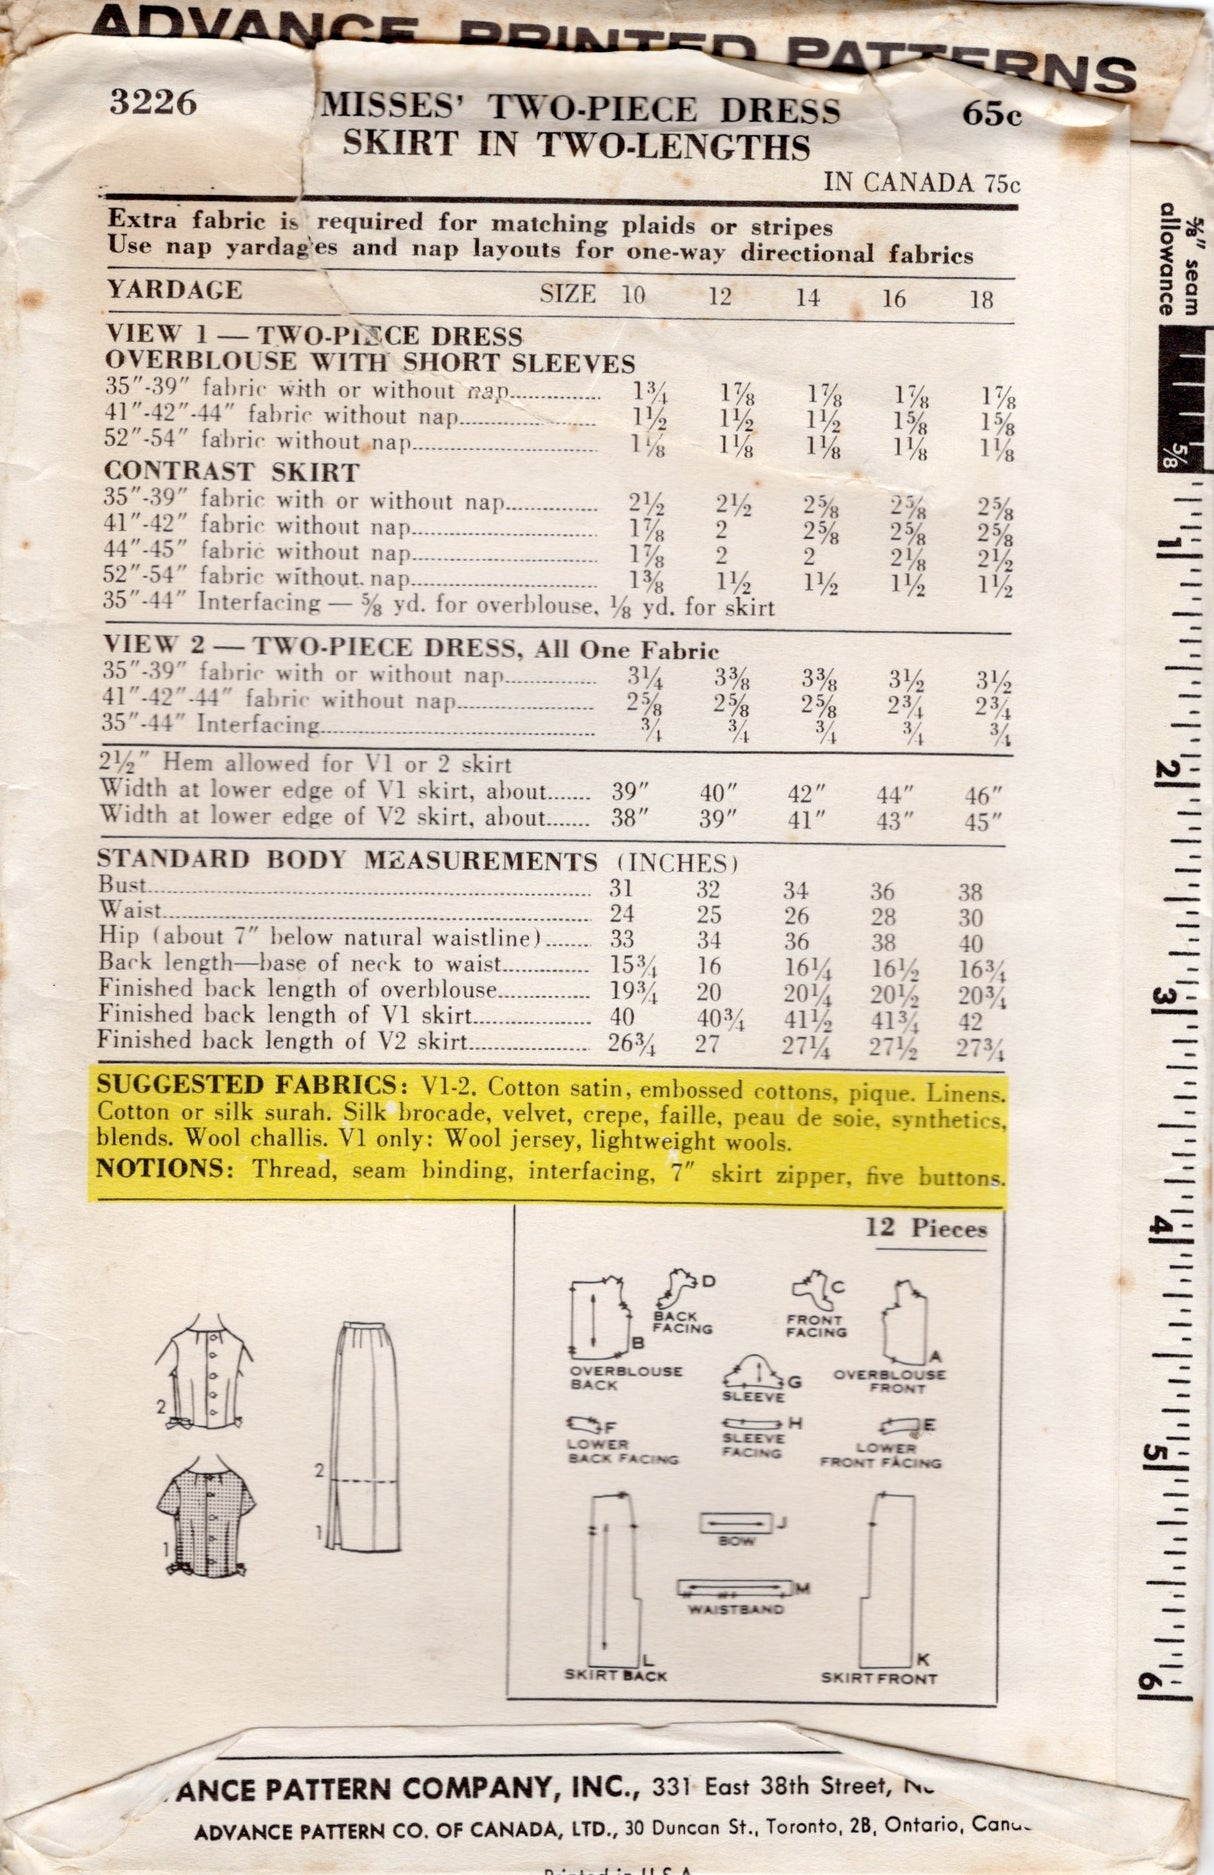 ADVANCE PRINTED PATTERNS
3226 MISSES' TWO-PIECE DRESS 65c
SKIRT IN TWO-LENGTHS
IN CANADA 75c
Extra fabric is required for matching plaids or stripes
Use nap yardages and nap layouts for one-way directional fabrics
YARDAGE SIZE 10 12 14 16 18
VIEW 1 — TWO-PIECE DRESS
OVERBLOUSE WITH SHORT SLEEVES
35"-39" fabric with or without nap 1¾ 1⅞ 1⅞ 1⅞ 1⅞
41"-42"-44" fabric without nap 1½ 1½ 1½ 1⅝ 1⅝
52"-54" fabric without nap 1⅛ 1⅛ 1⅛ 1⅛ 1⅛
CONTRAST SKIRT
35"-39" fabric with or without nap 2½ 2½ 2⅝ 2⅝ 2⅝
41"-42" fabric without nap 1⅞ 2 2⅝ 2⅝ 2⅝
44"-45" fabric without nap 1⅞ 2 2 2⅛ 2½
52"-54" fabric without nap 1⅜ 1½ 1½ 1½ 1½
35"-44" Interfacing — ⅝ yd. for overblouse, ⅛ yd. for skirt
VIEW 2 — TWO-PIECE DRESS, All One Fabric
35"-39" fabric with or without nap 3¼ 3⅜ 3⅜ 3½ 3½
41"-42"-44" fabric without nap 2⅝ 2⅝ 2⅝ 2¾ 2¾
35"-44" Interfacing ¾ ¾ ¾ ¾ ¾
2½" Hem allowed for V1 or 2 skirt
Width at lower edge of V1 skirt, about 39" 40" 42" 44" 46"
Width at lower edge of V2 skirt, about 38" 39" 41" 43" 45"
STANDARD BODY MEASUREMENTS (INCHES)
Bust 31 32 34 36 38
Waist 24 25 26 28 30
Hip (about 7" below natural waistline) 33 34 36 38 40
Back length—base of neck to waist 15¾ 16 16¼ 16½ 16¾
Finished back length of overblouse 19¾ 20 20¼ 20½ 20¾
Finished back length of V1 skirt 40 40¾ 41½ 41¾ 42
Finished back length of V2 skirt 26¾ 27 27¼ 27½ 27¾
SUGGESTED FABRICS: V1-2. Cotton satin, embossed cottons, pique. Linens.
Cotton or silk surah. Silk brocade, velvet, crepe, faille, peau de soie, synthetics,
blends. Wool challis. V1 only: Wool jersey, lightweight wools.
NOTIONS: Thread, seam binding, interfacing, 7" skirt zipper, five buttons.
12 Pieces
D
BACK
FACING
C
FRONT
FACING
B
OVERBLOUSE
BACK
G
SLEEVE
A
OVERBLOUSE
FRONT
F
LOWER
BACK FACING
H
SLEEVE
FACING
E
LOWER
FRONT FACING
J
BOW
M
WAISTBAND
L
SKIRT BACK
K
SKIRT FRONT
2
1
2
1
⅝" seam
allowance
5/8
1
2
3
4
5
6
ANCE PATTERN COMPANY, INC., 331 East 38th Street,
ADVANCE PATTERN CO. OF CANADA, LTD., 30 Duncan St., Toronto, 2B, Ontario,
Printed in U.S.A.